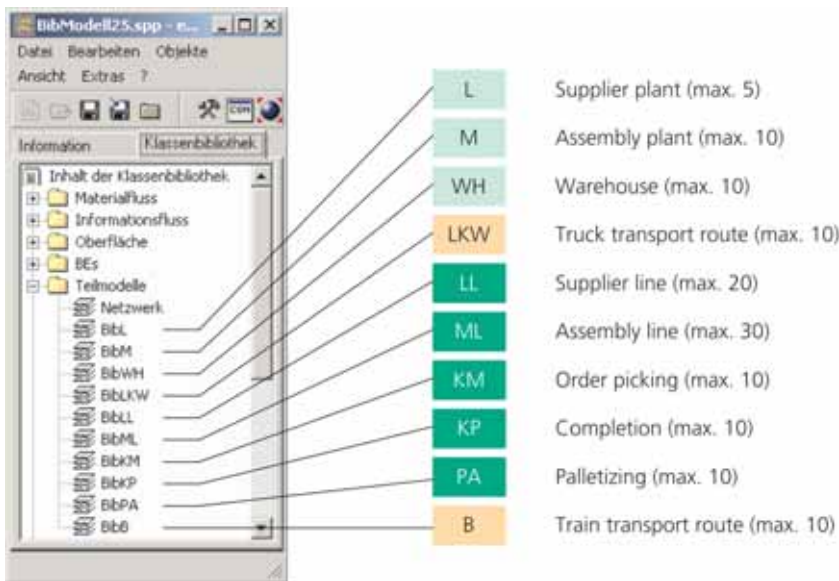 BibModell25.spp - e...
Datei Bearbeiten Objekte
Ansicht Extras ?
Information Klassenbibliothek
Inhalt der Klassenbibliothek
Materialfluss
Informationsfluss
Oberfläche
BEs
Teilmodelle
Netzwerk
BibL
BibM
BibWH
BibLKW
BibLL
BibML
BibKM
BibKP
BibPA
BibB
L Supplier plant (max. 5)
M Assembly plant (max. 10)
WH Warehouse (max. 10)
LKW Truck transport route (max. 10)
LL Supplier line (max. 20)
ML Assembly line (max. 30)
KM Order picking (max. 10)
KP Completion (max. 10)
PA Palletizing (max. 10)
B Train transport route (max. 10)